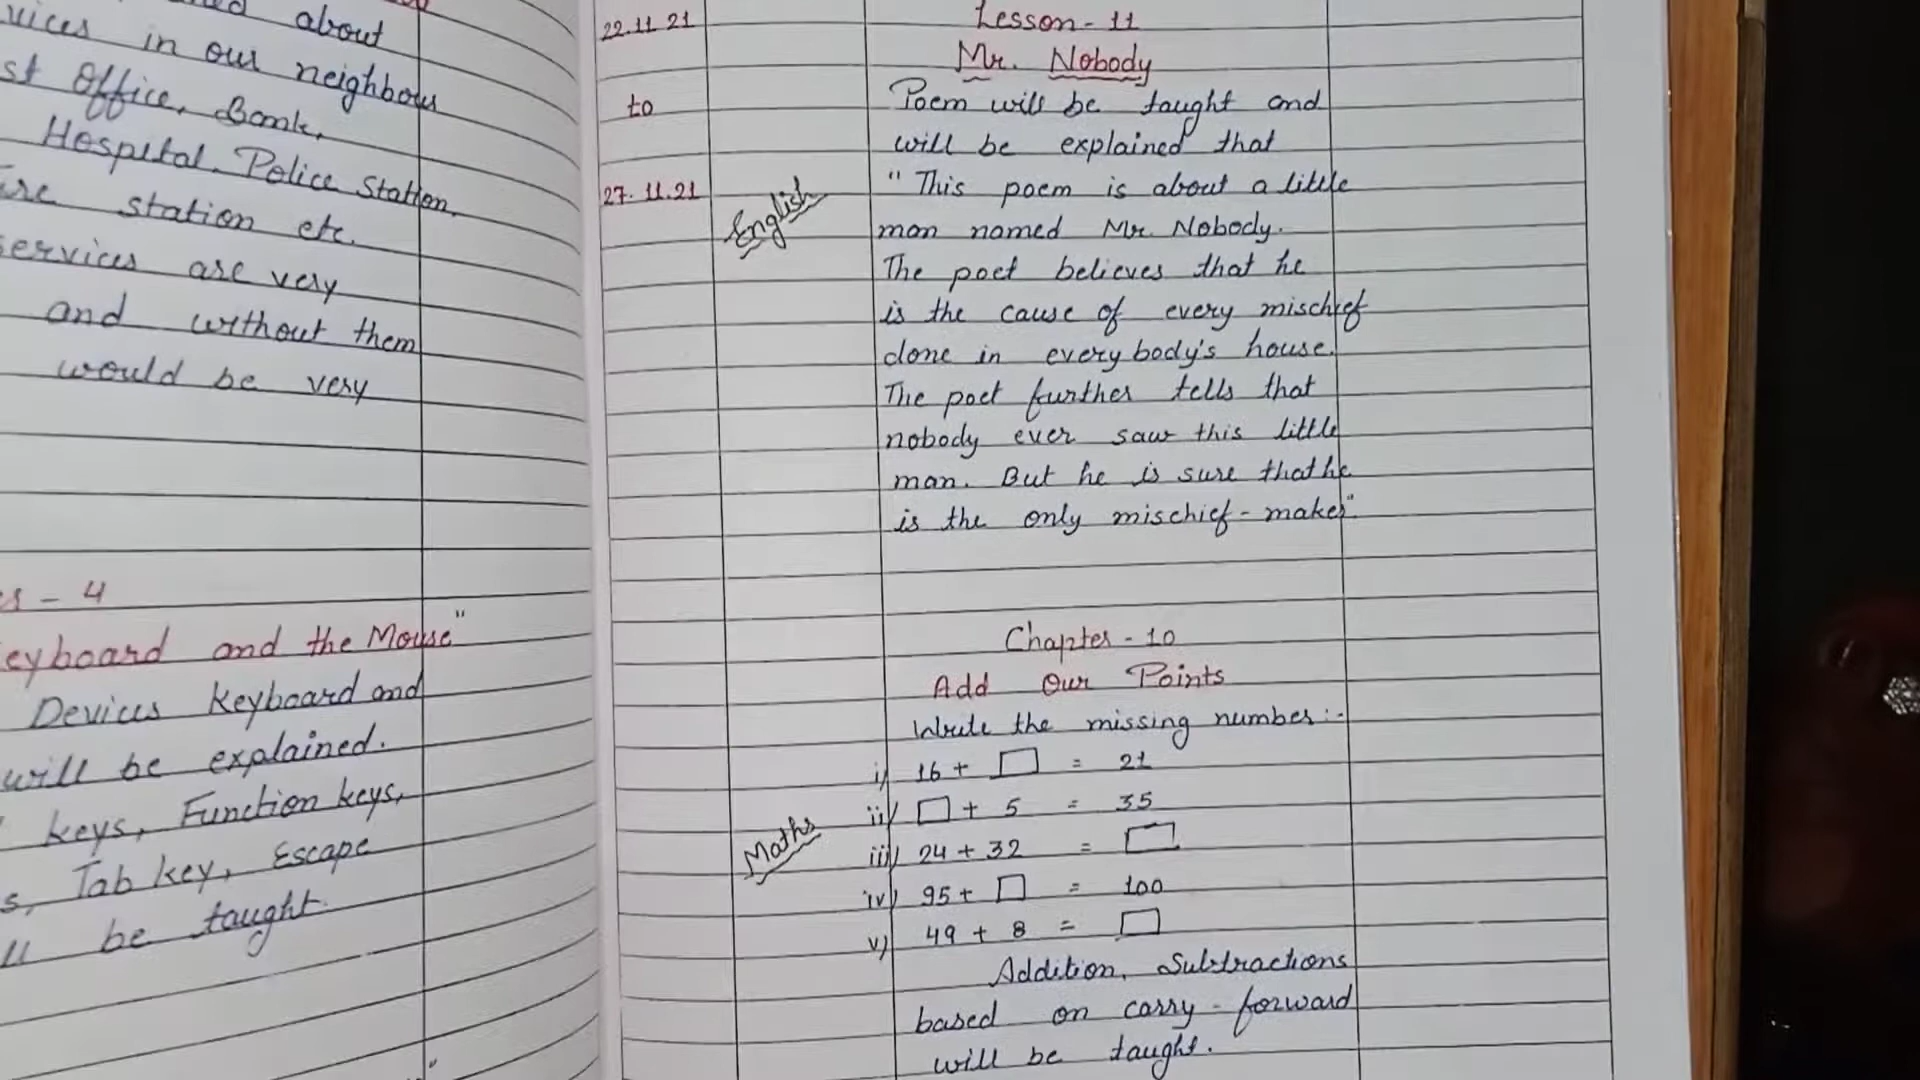 about
in our neighbour
Office, Bank,
Hospital, Police Station,
station etc.
services are very
and without them
would be very
- 4
Keyboard and the Mouse"
Devices Keyboard and
will be explained.
keys, Function keys,
Tab key, Escape
be taught.
22.11.21
to
27.11.21
English
Lesson - 11
Mr. Nobody
Poem will be taught and
will be explained that
"This poem is about a little
man named Mr. Nobody.
The poet believes that he
is the cause of every mischief
done in everybody's house.
The poet further tells that
nobody ever saw this little
man. But he is sure that he
is the only mischief-maker".
Maths
Chapter - 10
Add Our Points
Write the missing number:-
i) 16 + □ = 21
ii) □ + 5 = 35
iii) 24 + 32 = □
iv) 95 + □ = 100
v) 49 + 8 = □
Addition, Subtractions
based on carry-forward
will be taught.